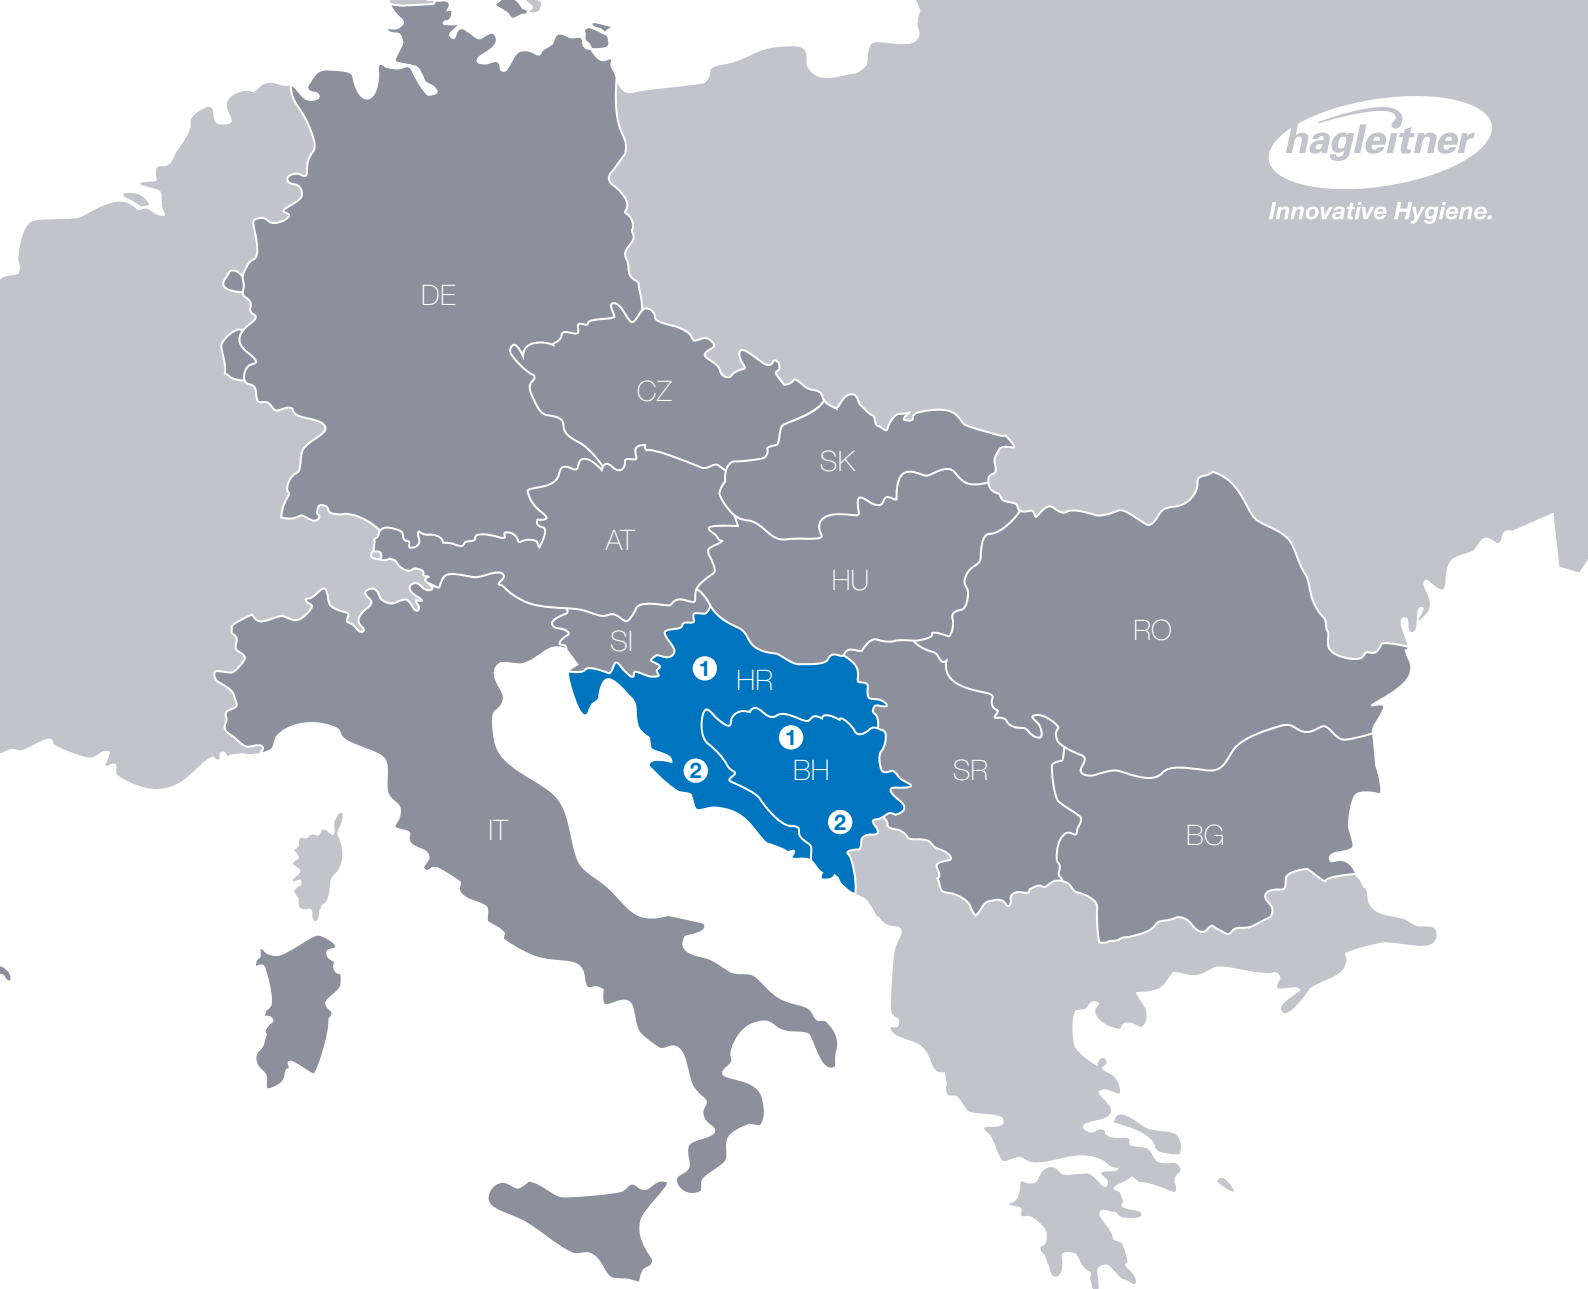 hagleitner
Innovative Hygiene.
DE
CZ
SK
AT
HU
RO
SI
1
HR
1
2
BH
SR
2
IT
BG